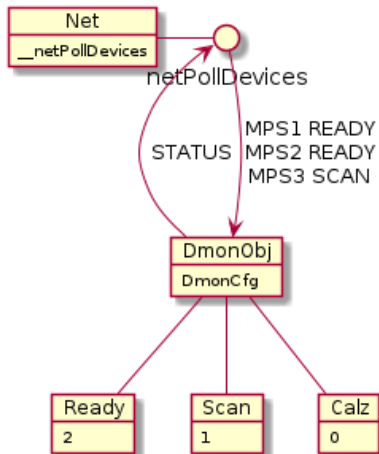 Net
__netPollDevices
netPollDevices
STATUS
MPS1 READY
MPS2 READY
MPS3 SCAN
DmonObj
DmonCfg
Ready
2
Scan
1
Calz
0